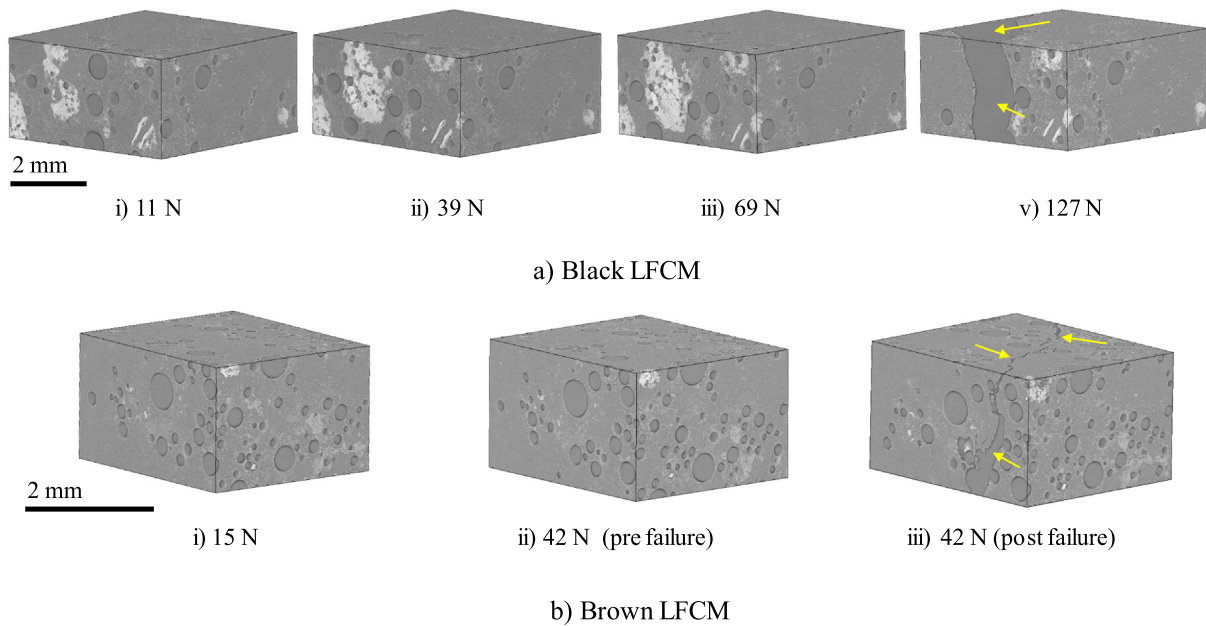 2 mm
i) 11 N
ii) 39 N
iii) 69 N
v) 127 N
a) Black LFCM
2 mm
i) 15 N
ii) 42 N (pre failure)
iii) 42 N (post failure)
b) Brown LFCM